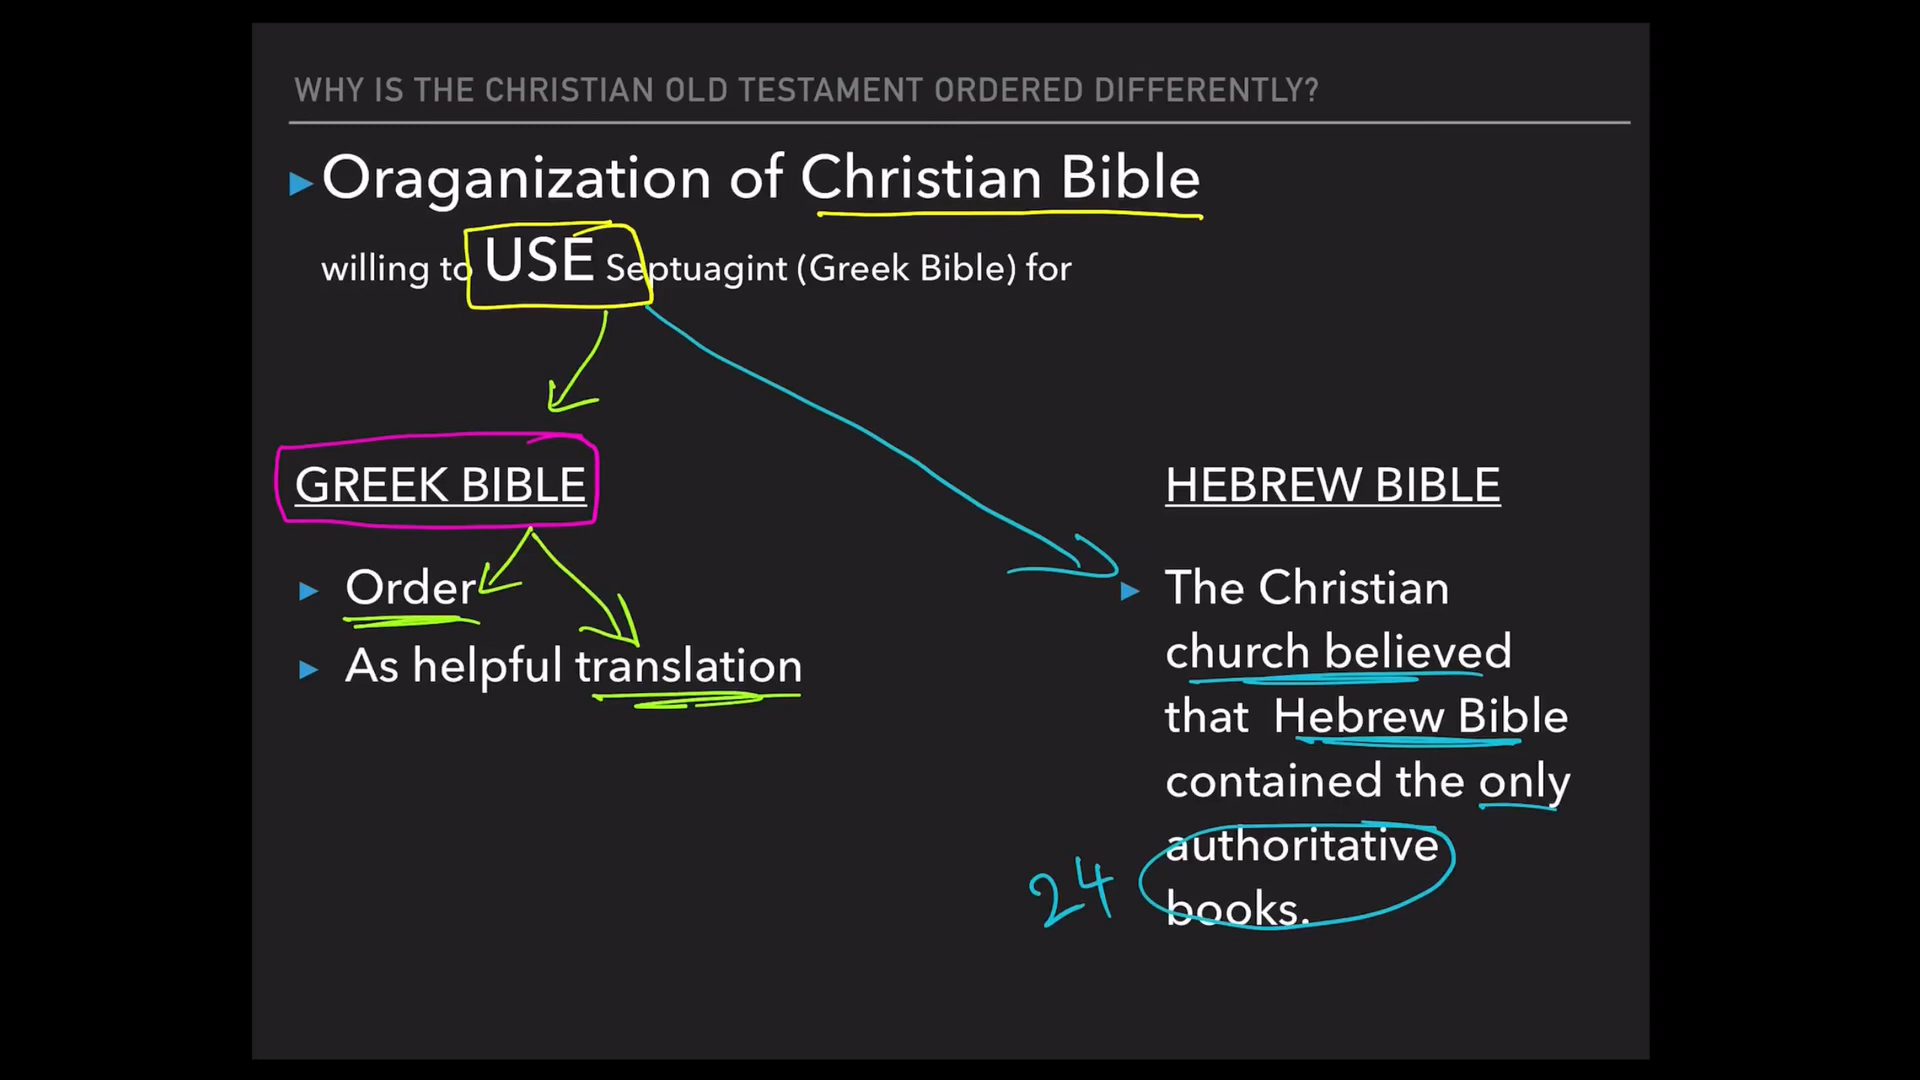 WHY IS THE CHRISTIAN OLD TESTAMENT ORDERED DIFFERENTLY?
Oraganization of Christian Bible
willing to USE Septuagint (Greek Bible) for
GREEK BIBLE
Order
As helpful translation
HEBREW BIBLE
The Christian
church believed
that Hebrew Bible
contained the only
authoritative
books.
24